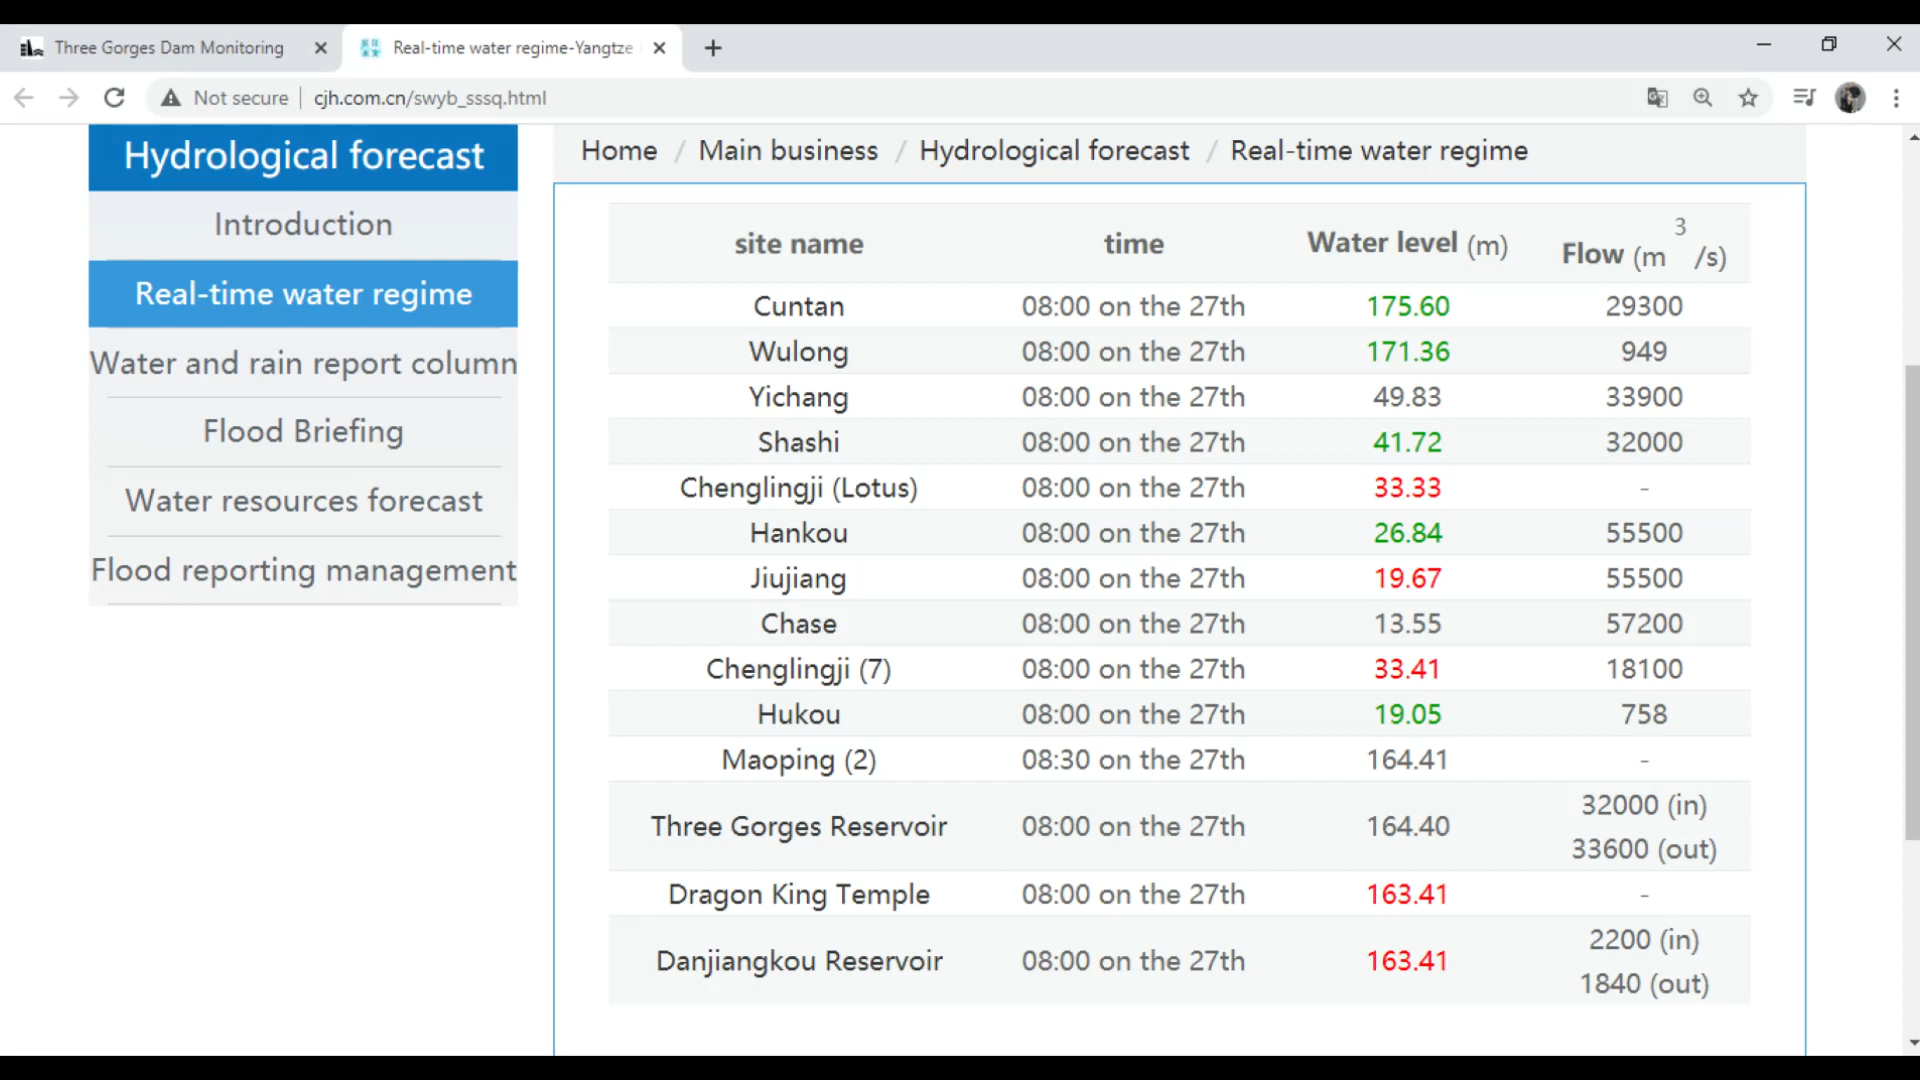 Three Gorges Dam Monitoring
Real-time water regime-Yangtze
Not secure
cjh.com.cn/swyb_sssq.html
Hydrological forecast
Introduction
Real-time water regime
Water and rain report column
Flood Briefing
Water resources forecast
Flood reporting management
Home / Main business / Hydrological forecast / Real-time water regime
site name time Water level (m) Flow (m3/s)
Cuntan 08:00 on the 27th 175.60 29300
Wulong 08:00 on the 27th 171.36 949
Yichang 08:00 on the 27th 49.83 33900
Shashi 08:00 on the 27th 41.72 32000
Chenglingji (Lotus) 08:00 on the 27th 33.33 -
Hankou 08:00 on the 27th 26.84 55500
Jiujiang 08:00 on the 27th 19.67 55500
Chase 08:00 on the 27th 13.55 57200
Chenglingji (7) 08:00 on the 27th 33.41 18100
Hukou 08:00 on the 27th 19.05 758
Maoping (2) 08:30 on the 27th 164.41 -
Three Gorges Reservoir 08:00 on the 27th 164.40 32000 (in)
33600 (out)
Dragon King Temple 08:00 on the 27th 163.41 -
Danjiangkou Reservoir 08:00 on the 27th 163.41 2200 (in)
1840 (out)